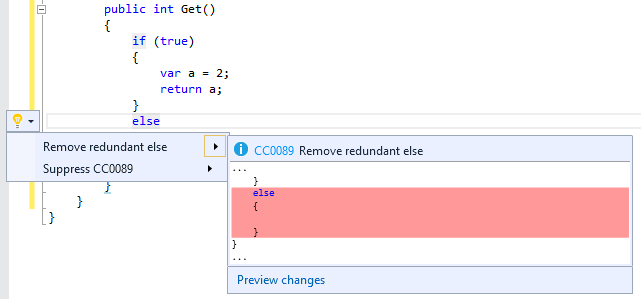 public int Get()
{
if (true)
{
var a = 2;
return a;
}
else
Remove redundant else
Suppress CC0089
CC0089 Remove redundant else
...
}
else
{
}
}
...
Preview changes
}
}
}